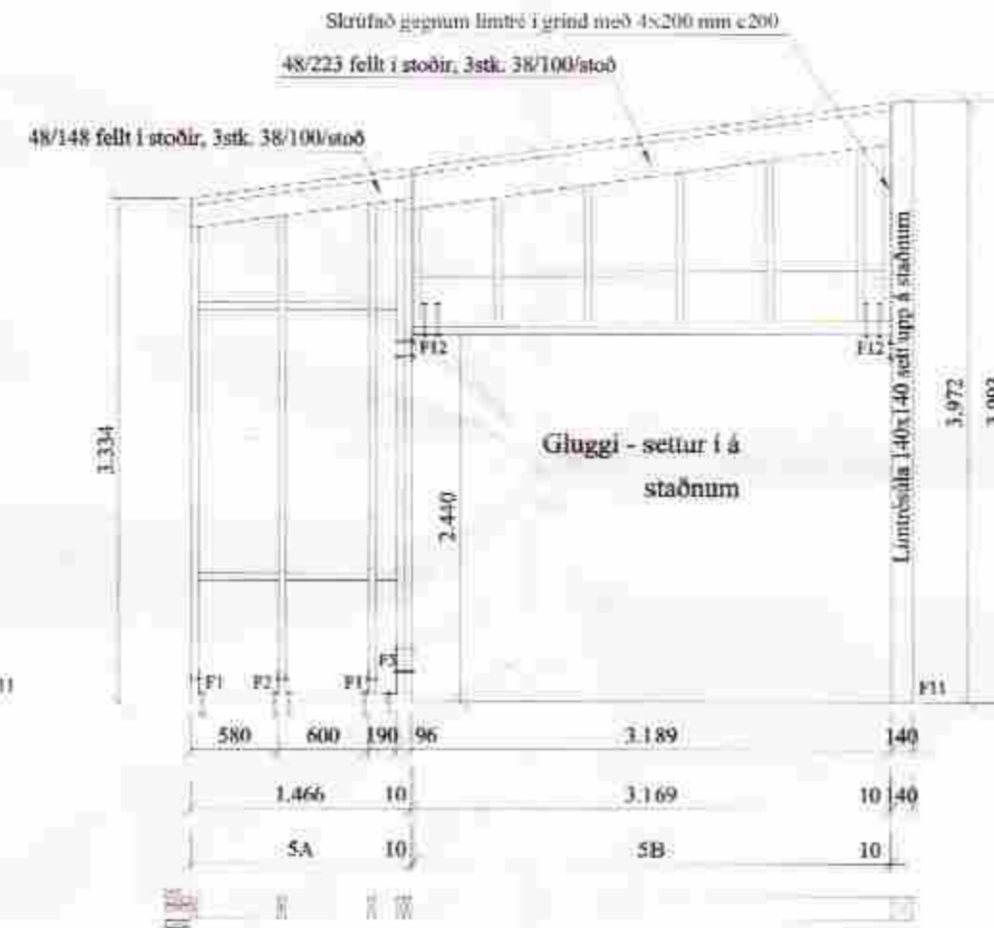 Skrúfað gegnum límtré í grind með 4x200 mm c200
48/223 fellt í stoðir, 3stk. 38/100/stoð
48/148 fellt í stoðir, 3stk. 38/100/stoð
F12
F12
Límtrésúla 140x140 sett upp á staðnum
3.334
2.440
3,972
Gluggi - settur í á
staðnum
F1
F2
F1
F3
F11
580 600 190 96 3.189 140
1.466 10 3.169 10 140
5A 10 5B 10